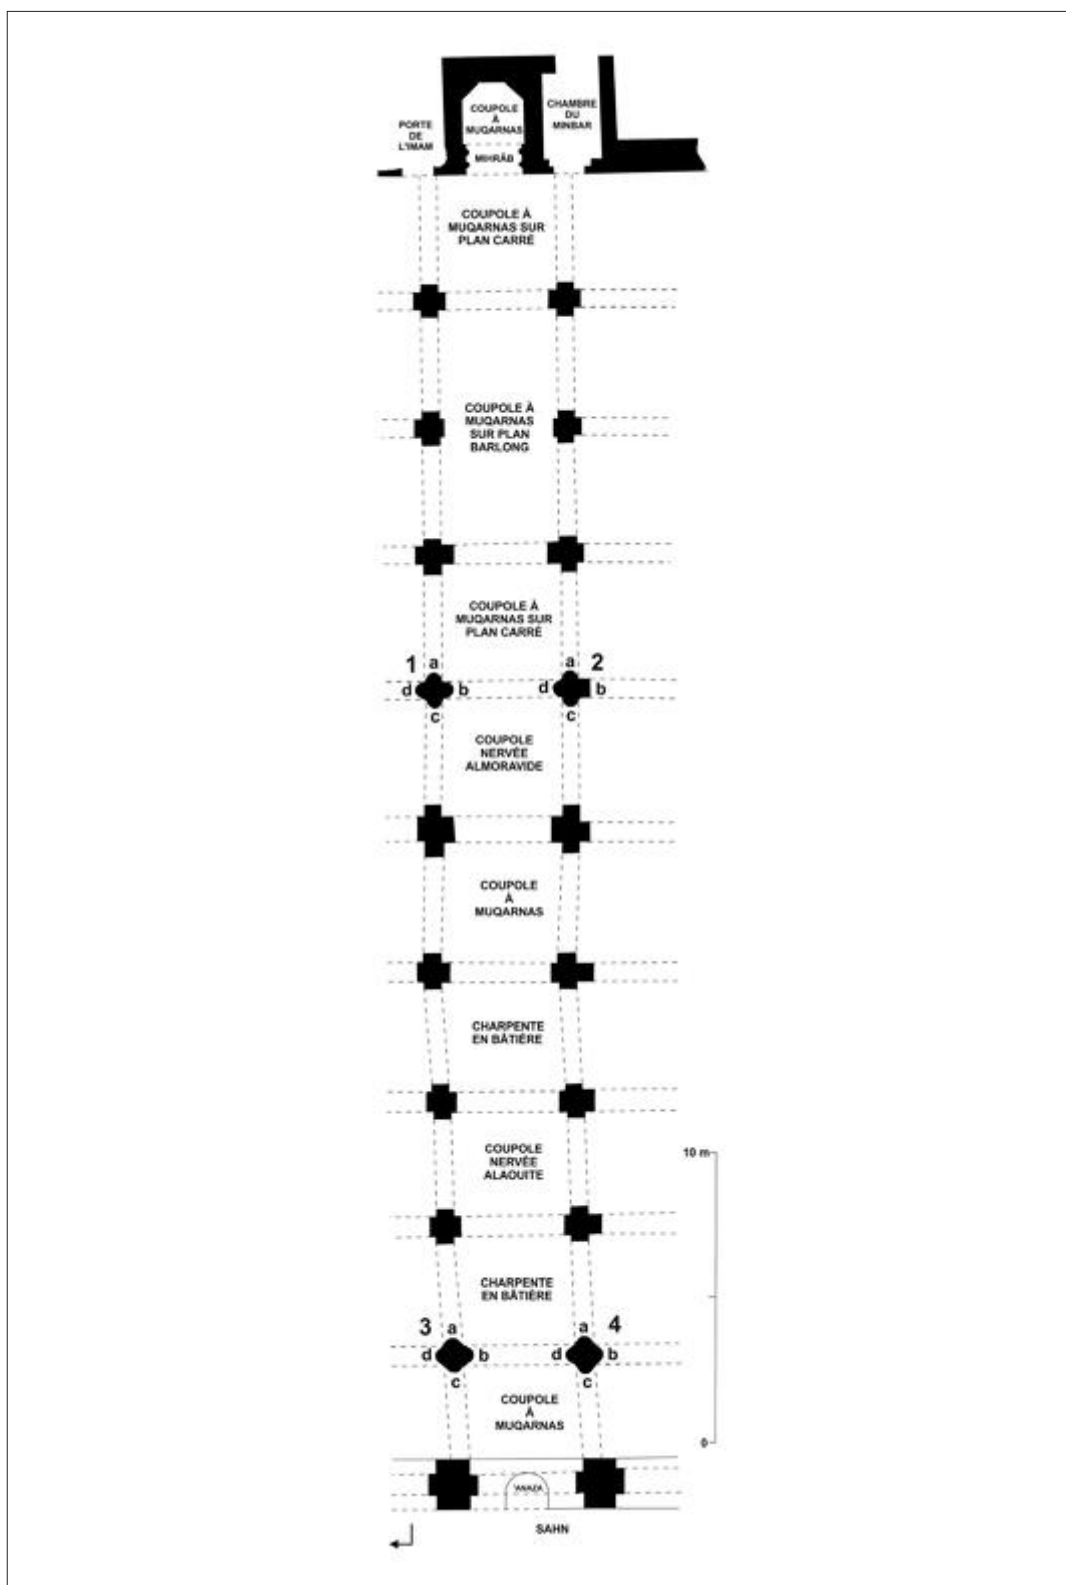 COUPOLE
À
MUQARNAS
CHAMBRE
DU
MINBAR
PORTE
DE
L'IMAM
MIHRÂB
COUPOLE À
MUQARNAS SUR
PLAN CARRÉ
COUPOLE À
MUQARNAS
SUR PLAN
BARLONG
COUPOLE À
MUQARNAS SUR
PLAN CARRÉ
1 a
d b
c
a 2
d b
c
COUPOLE
NERVÉE
ALMORAVIDE
COUPOLE
À
MUQARNAS
CHARPENTE
EN BÂTIÈRE
COUPOLE
NERVÉE
ALAOUITE
10 m
CHARPENTE
EN BÂTIÈRE
3 a
d b
c
a 4
d b
c
COUPOLE
À
MUQARNAS
0
'ANAZA
SAHN